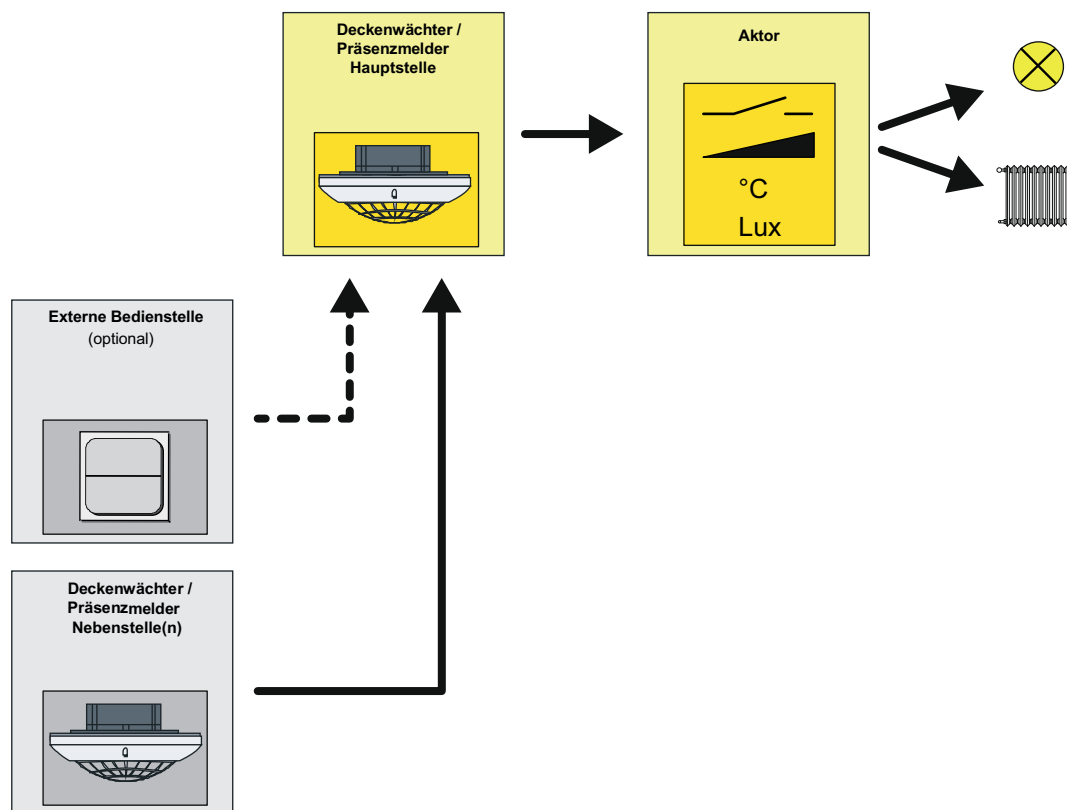 Deckenwächter /
Präsenzmelder
Hauptstelle
Aktor
°C
Lux
Externe Bedienstelle
(optional)
Deckenwächter /
Präsenzmelder
Nebenstelle(n)